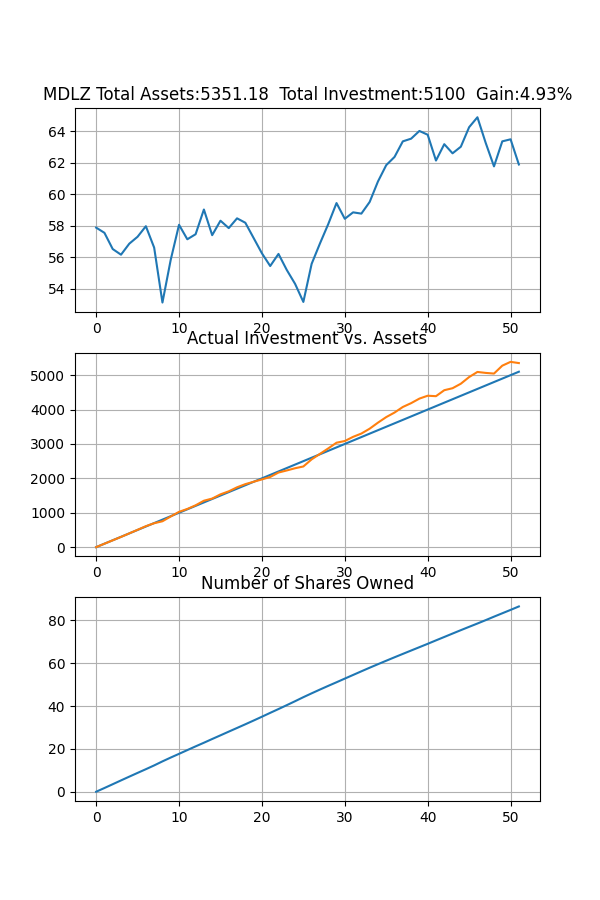 MDLZ Total Assets:5351.18  Total Investment:5100  Gain:4.93%
64
62
60
58
56
54
0 10 20 30 40 50
Actual Investment vs. Assets
5000
4000
3000
2000
1000
0
0 10 20 30 40 50
Number of Shares Owned
80
60
40
20
0
0 10 20 30 40 50